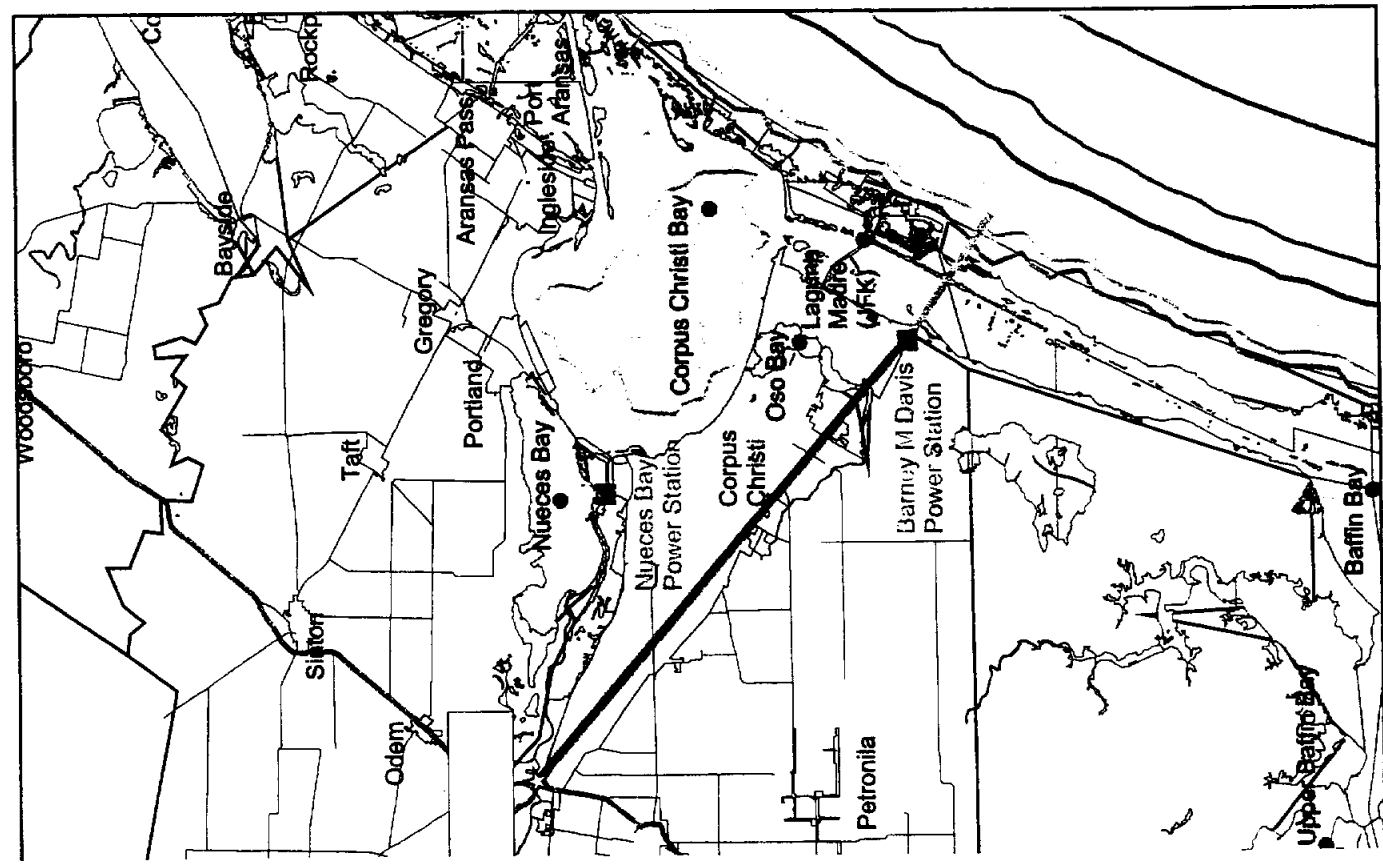 Woodsboro
Co
Bayside
Rockp
Sinton
Taft
Odem
Gregory
Aransas Pass
Portland
Port
Aransas
Ingleside
Nueces Bay
Nueces Bay
Power Station
Corpus Christi Bay
Corpus
Christi
Oso Bay
Laguna
Madre
(JFK)
Petronila
Barney M Davis
Power Station
Upper Baffin Bay
Baffin Bay